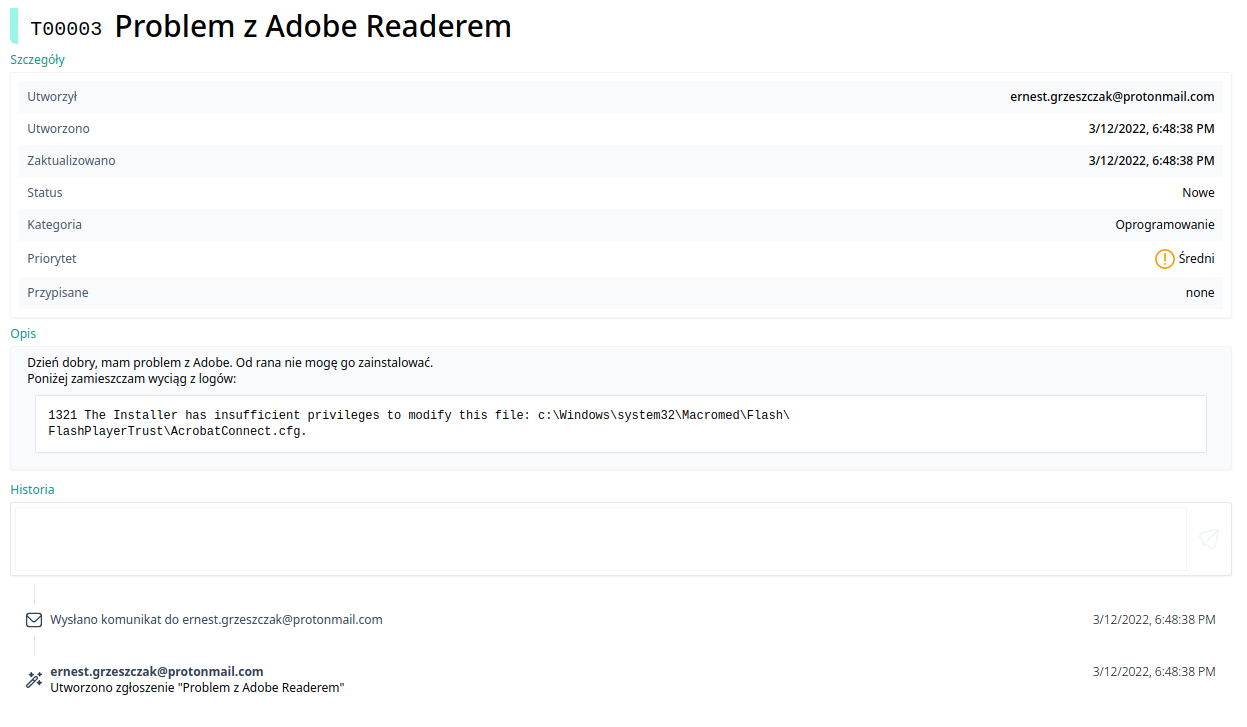 T00003 Problem z Adobe Readerem
Szczegóły
Utworzył ernest.grzeszczak@protonmail.com
Utworzono 3/12/2022, 6:48:38 PM
Zaktualizowano 3/12/2022, 6:48:38 PM
Status Nowe
Kategoria Oprogramowanie
Priorytet Średni
Przypisane none
Opis
Dzień dobry, mam problem z Adobe. Od rana nie mogę go zainstalować.
Poniżej zamieszczam wyciąg z logów:
1321 The Installer has insufficient privileges to modify this file: c:\Windows\system32\Macromed\Flash\
FlashPlayerTrust\AcrobatConnect.cfg.
Historia
Wysłano komunikat do ernest.grzeszczak@protonmail.com 3/12/2022, 6:48:38 PM
ernest.grzeszczak@protonmail.com 3/12/2022, 6:48:38 PM
Utworzono zgłoszenie "Problem z Adobe Readerem"